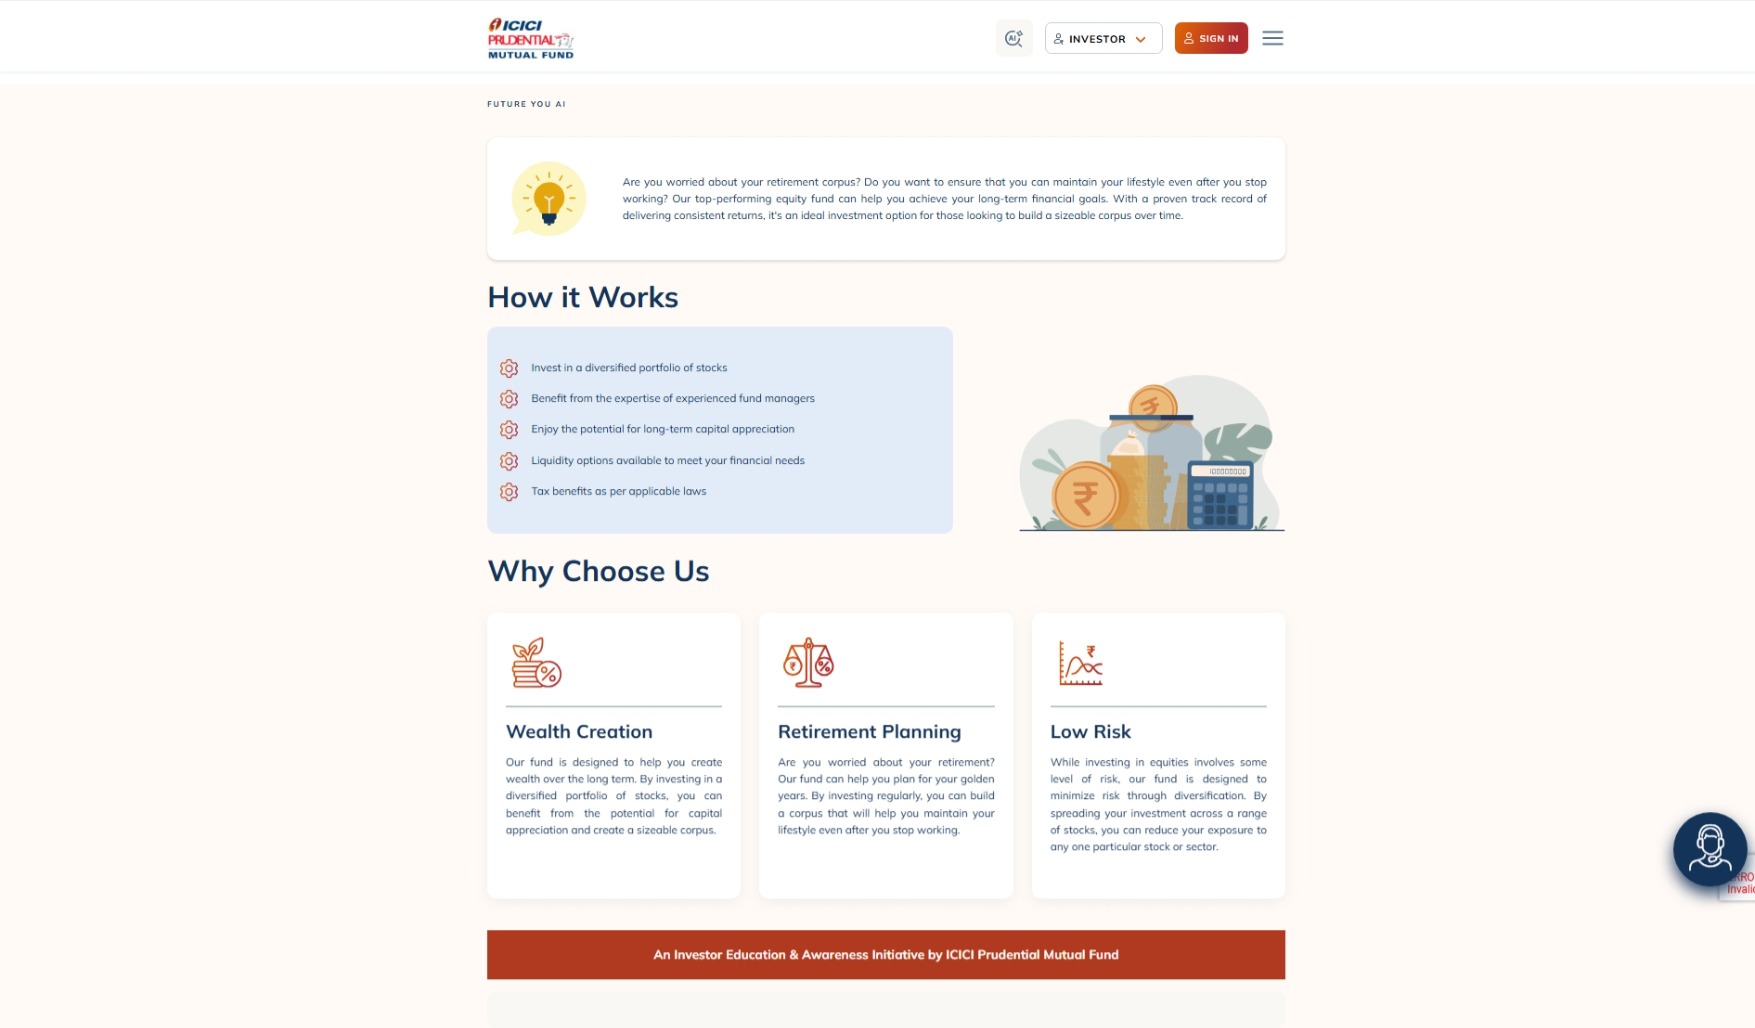 ICICI
PRUDENTIAL
MUTUAL FUND
AI
INVESTOR
SIGN IN
FUTURE YOU AI
Are you worried about your retirement corpus? Do you want to ensure that you can maintain your lifestyle even after you stop
working? Our top-performing equity fund can help you achieve your long-term financial goals. With a proven track record of
delivering consistent returns, it's an ideal investment option for those looking to build a sizeable corpus over time.
How it Works
Invest in a diversified portfolio of stocks
Benefit from the expertise of experienced fund managers
Enjoy the potential for long-term capital appreciation
Liquidity options available to meet your financial needs
Tax benefits as per applicable laws
₹
₹
Why Choose Us
%
₹ %
₹
Wealth Creation
Our fund is designed to help you create
wealth over the long term. By investing in a
diversified portfolio of stocks, you can
benefit from the potential for capital
appreciation and create a sizeable corpus.
Retirement Planning
Are you worried about your retirement?
Our fund can help you plan for your golden
years. By investing regularly, you can build
a corpus that will help you maintain your
lifestyle even after you stop working.
Low Risk
While investing in equities involves some
level of risk, our fund is designed to
minimize risk through diversification. By
spreading your investment across a range
of stocks, you can reduce your exposure to
any one particular stock or sector.
An Investor Education & Awareness Initiative by ICICI Prudential Mutual Fund